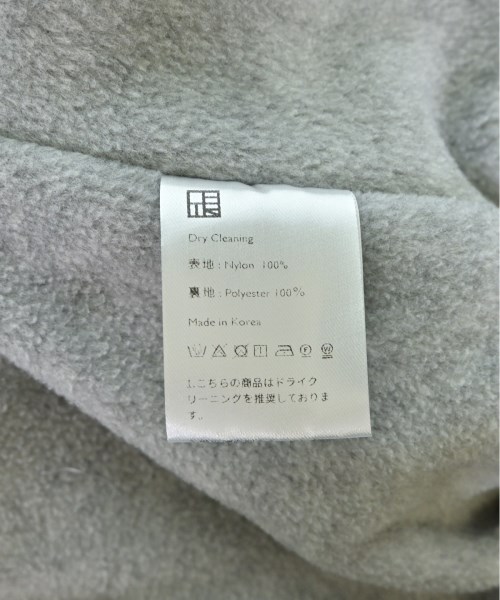 Dry Cleaning
表地 : Nylon 100%
裏地 : Polyester 100%
Made in Korea
1.こちらの商品はドライク
リーニングを推奨しておりま
す。